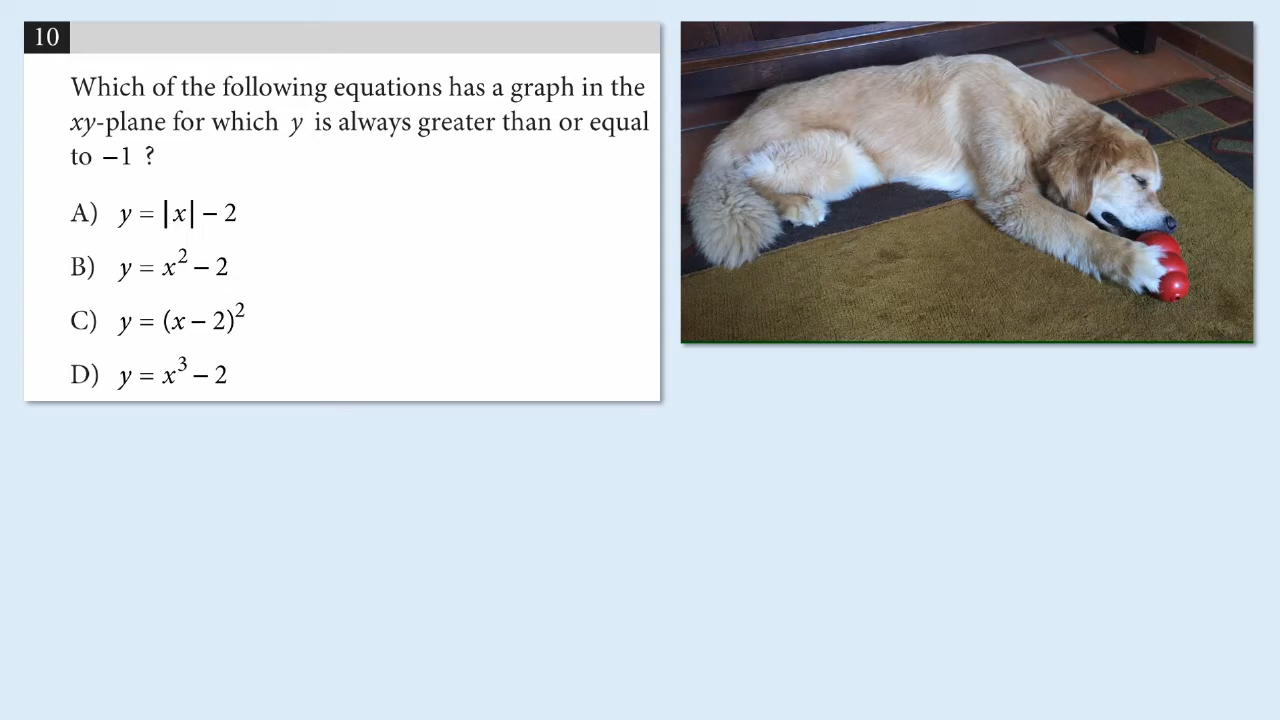 10
Which of the following equations has a graph in the
xy-plane for which y is always greater than or equal
to −1 ?
A) y = |x| − 2
B) y = x² − 2
C) y = (x − 2)²
D) y = x³ − 2